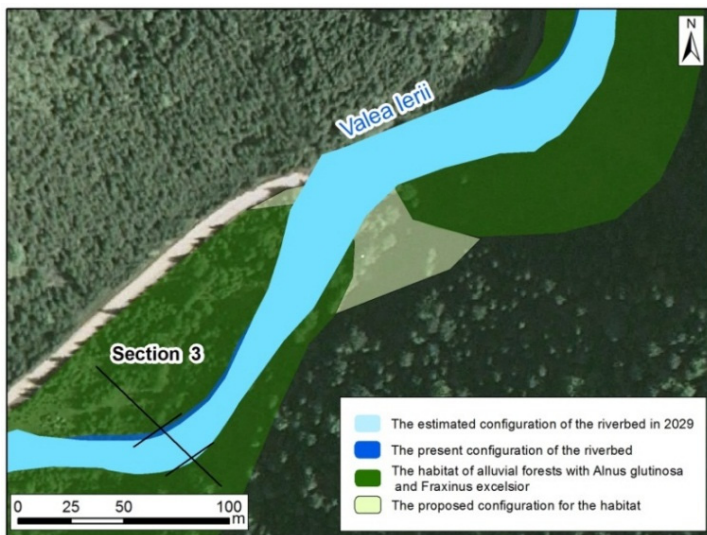 N
Valea Ierii
Section 3
The estimated configuration of the riverbed in 2029
The present configuration of the riverbed
The habitat of alluvial forests with Alnus glutinosa
and Fraxinus excelsior
The proposed configuration for the habitat
0 25 50 100
m